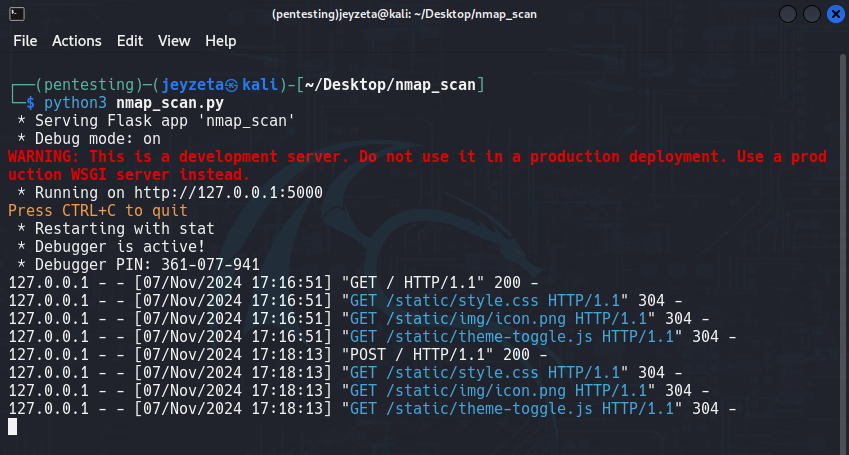 (pentesting)jeyzeta@kali: ~/Desktop/nmap_scan
File Actions Edit View Help
┌──(pentesting)─(jeyzeta㉿kali)-[~/Desktop/nmap_scan]
└─$ python3 nmap_scan.py
 * Serving Flask app 'nmap_scan'
 * Debug mode: on
WARNING: This is a development server. Do not use it in a production deployment. Use a prod
uction WSGI server instead.
 * Running on http://127.0.0.1:5000
Press CTRL+C to quit
 * Restarting with stat
 * Debugger is active!
 * Debugger PIN: 361-077-941
127.0.0.1 - - [07/Nov/2024 17:16:51] "GET / HTTP/1.1" 200 -
127.0.0.1 - - [07/Nov/2024 17:16:51] "GET /static/style.css HTTP/1.1" 304 -
127.0.0.1 - - [07/Nov/2024 17:16:51] "GET /static/img/icon.png HTTP/1.1" 304 -
127.0.0.1 - - [07/Nov/2024 17:16:51] "GET /static/theme-toggle.js HTTP/1.1" 304 -
127.0.0.1 - - [07/Nov/2024 17:18:13] "POST / HTTP/1.1" 200 -
127.0.0.1 - - [07/Nov/2024 17:18:13] "GET /static/style.css HTTP/1.1" 304 -
127.0.0.1 - - [07/Nov/2024 17:18:13] "GET /static/img/icon.png HTTP/1.1" 304 -
127.0.0.1 - - [07/Nov/2024 17:18:13] "GET /static/theme-toggle.js HTTP/1.1" 304 -